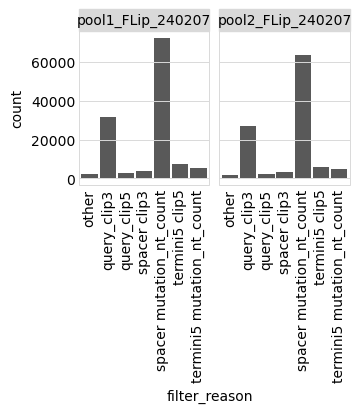 pool1_FLip_240207 pool2_FLip_240207
count
60000
40000
20000
0
other
query_clip3
query_clip5
spacer clip3
spacer mutation_nt_count
termini5 clip5
termini5 mutation_nt_count
other
query_clip3
query_clip5
spacer clip3
spacer mutation_nt_count
termini5 clip5
termini5 mutation_nt_count
filter_reason